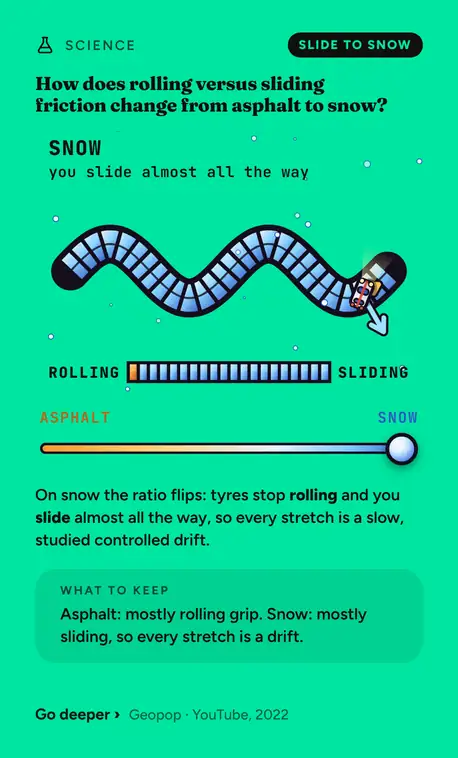 SCIENCE
SLIDE TO SNOW
How does rolling versus sliding
friction change from asphalt to snow?
SNOW
you slide almost all the way
ROLLING
SLIDING
ASPHALT
SNOW
On snow the ratio flips: tyres stop rolling and you
slide almost all the way, so every stretch is a slow,
studied controlled drift.
WHAT TO KEEP
Asphalt: mostly rolling grip. Snow: mostly
sliding, so every stretch is a drift.
Go deeper › Geopop · YouTube, 2022